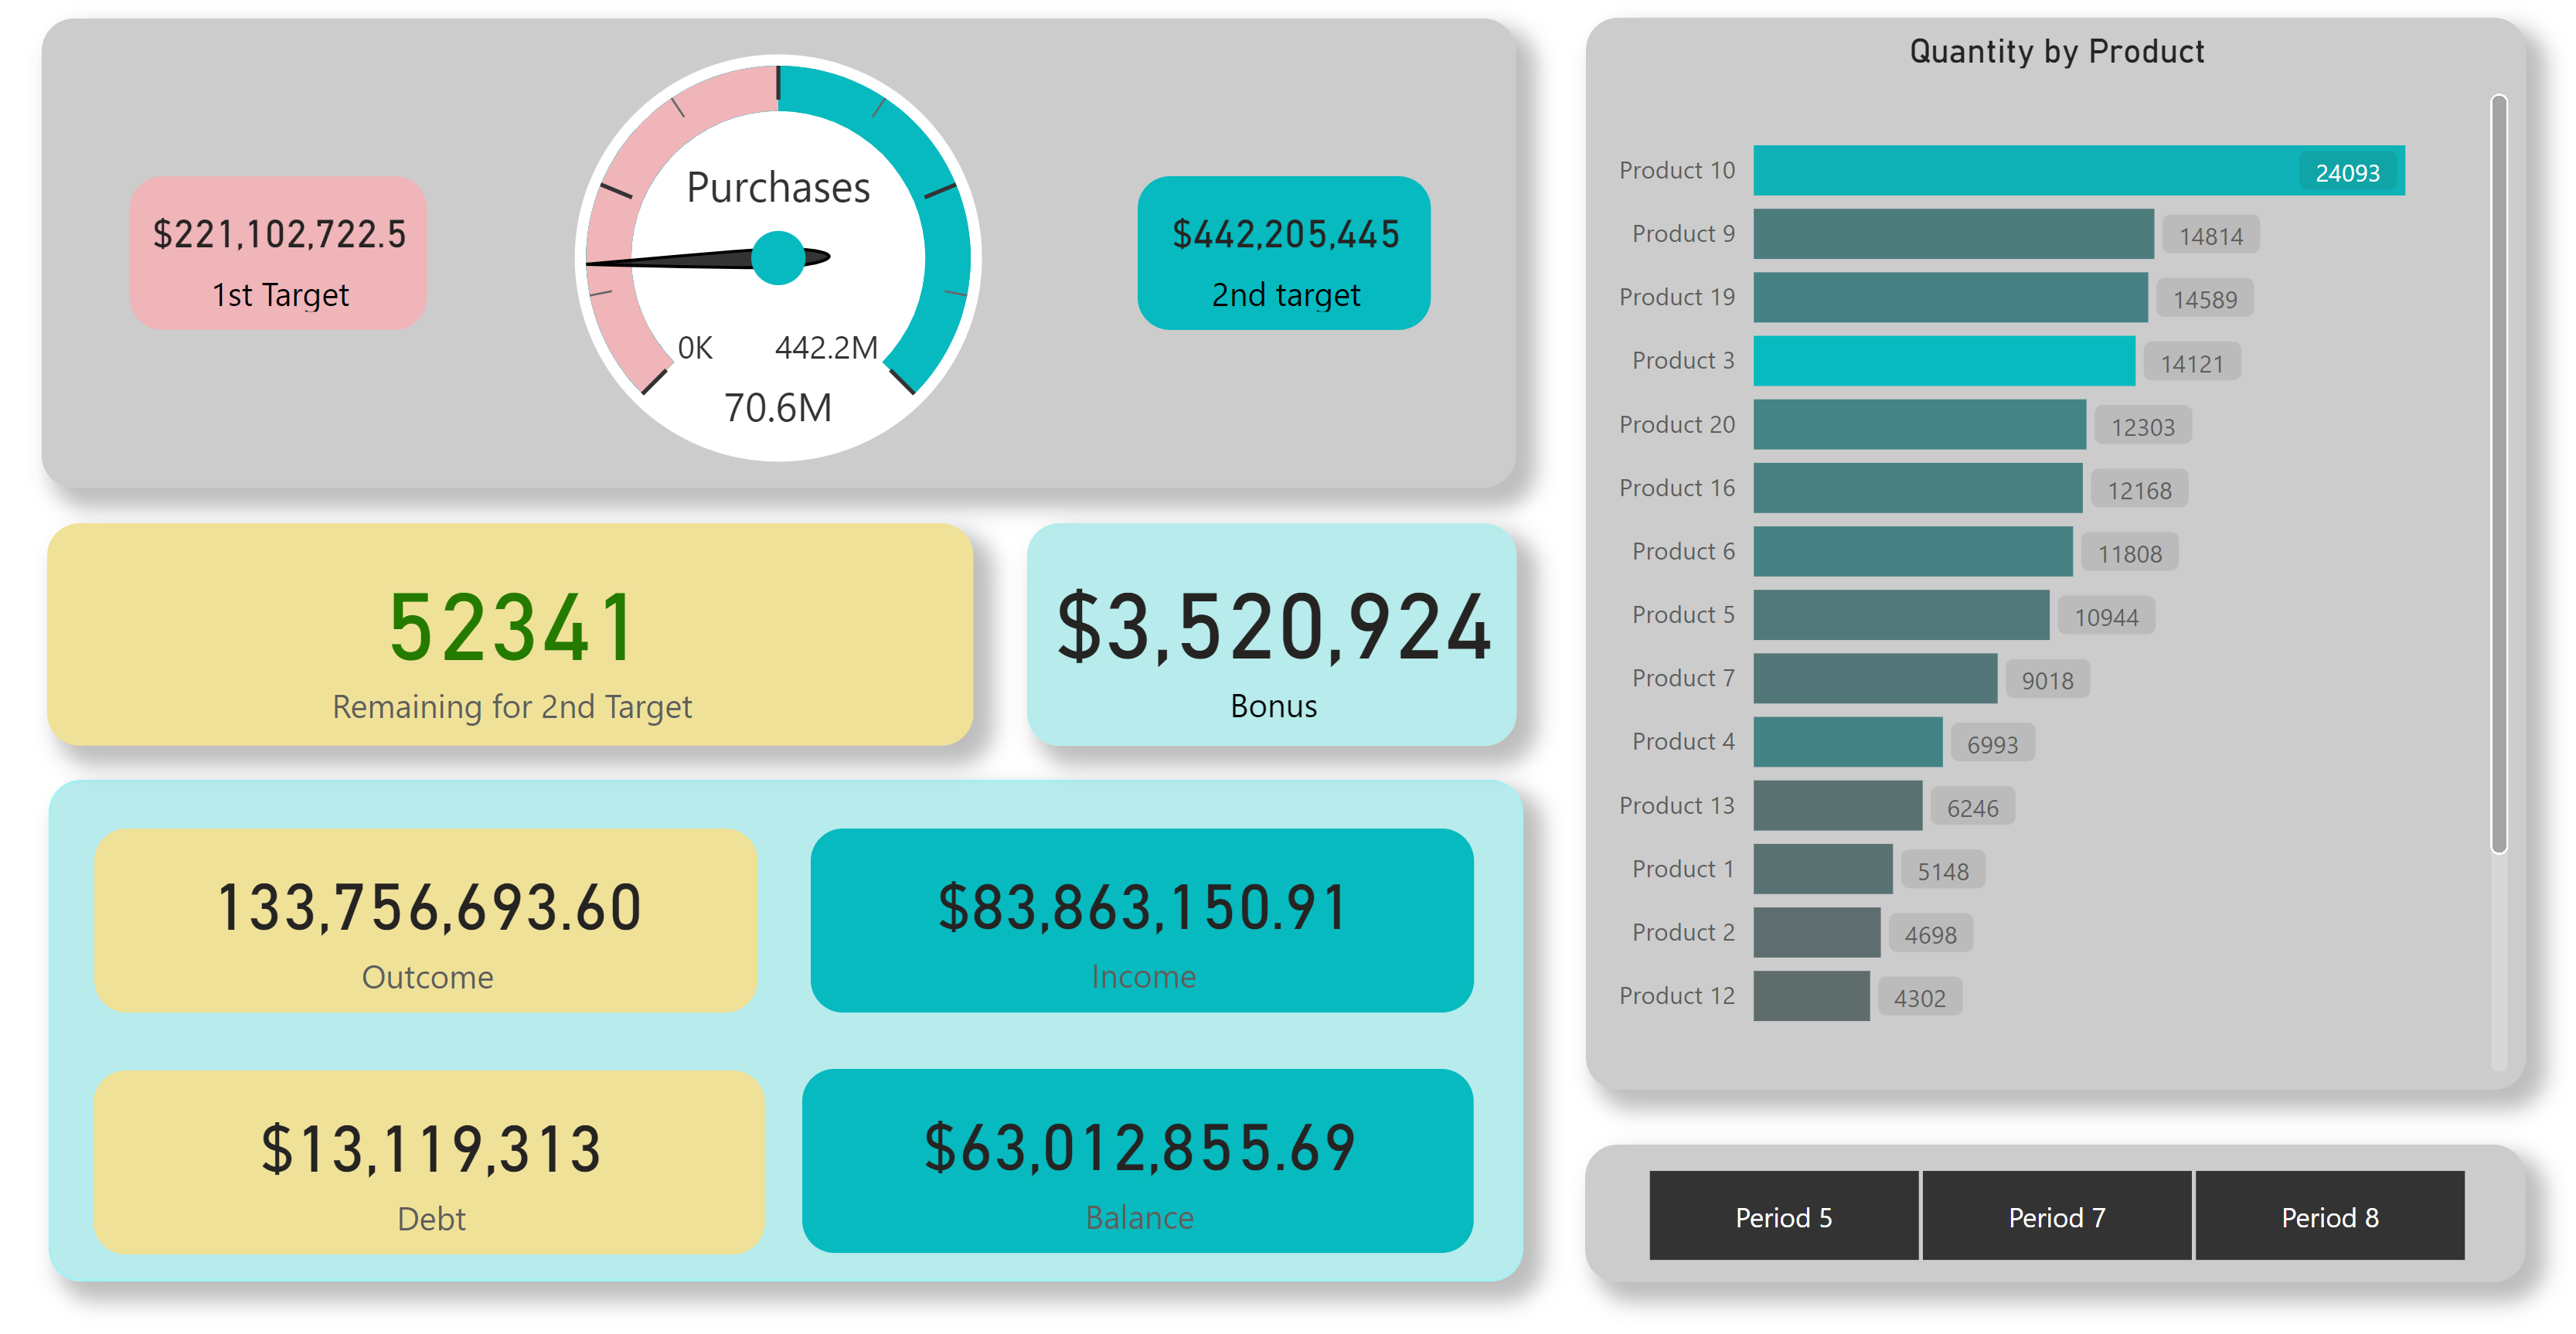 $221,102,722.5
1st Target
Purchases
0K 442.2M
70.6M
$442,205,445
2nd target
52341
Remaining for 2nd Target
$3,520,924
Bonus
133,756,693.60
Outcome
$83,863,150.91
Income
$13,119,313
Debt
$63,012,855.69
Balance
Quantity by Product
Product 10 24093
Product 9 14814
Product 19 14589
Product 3 14121
Product 20 12303
Product 16 12168
Product 6 11808
Product 5 10944
Product 7 9018
Product 4 6993
Product 13 6246
Product 1 5148
Product 2 4698
Product 12 4302
Period 5 Period 7 Period 8